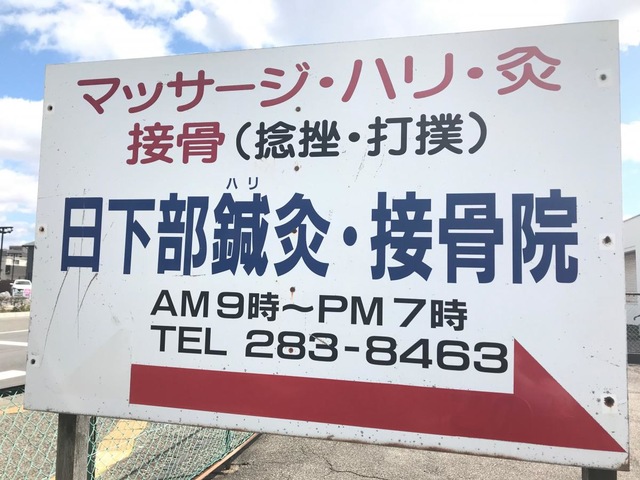 マッサージ・ハリ・灸
接骨(捻挫・打撲)
ハリ
日下部鍼灸・接骨院
AM9時～PM7時
TEL 283-8463